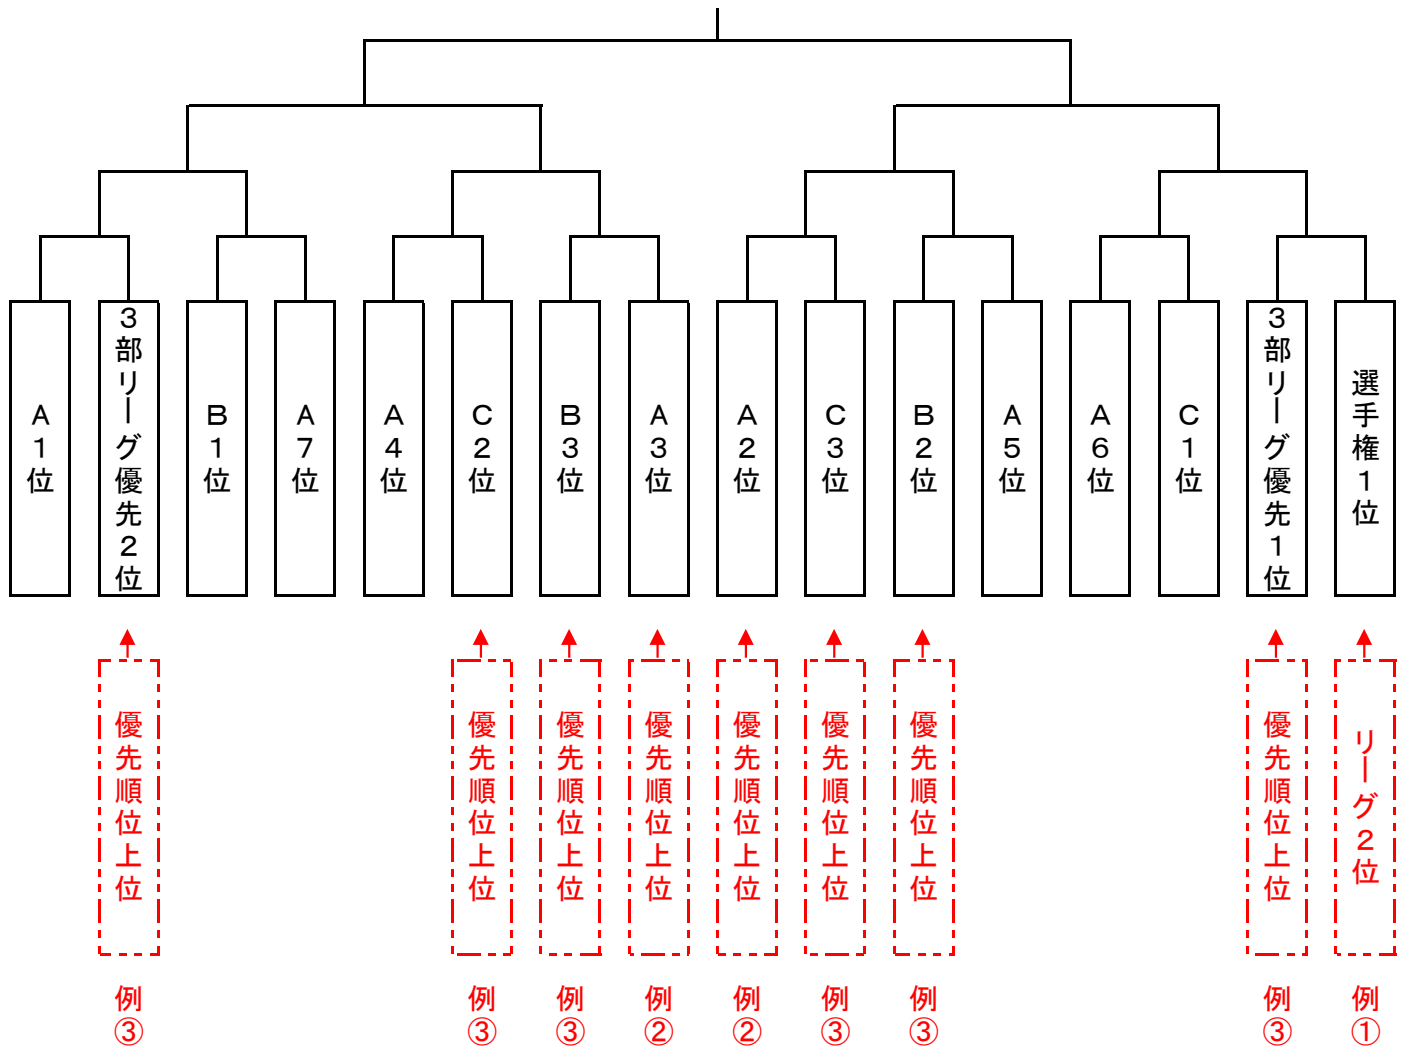 A1位
3部リーグ優先2位
B1位
A7位
A4位
C2位
B3位
A3位
A2位
C3位
B2位
A5位
A6位
C1位
3部リーグ優先1位
選手権1位
優先順位上位
優先順位上位
優先順位上位
優先順位上位
優先順位上位
優先順位上位
優先順位上位
優先順位上位
リーグ2位
例③
例③
例③
例②
例②
例③
例③
例③
例①